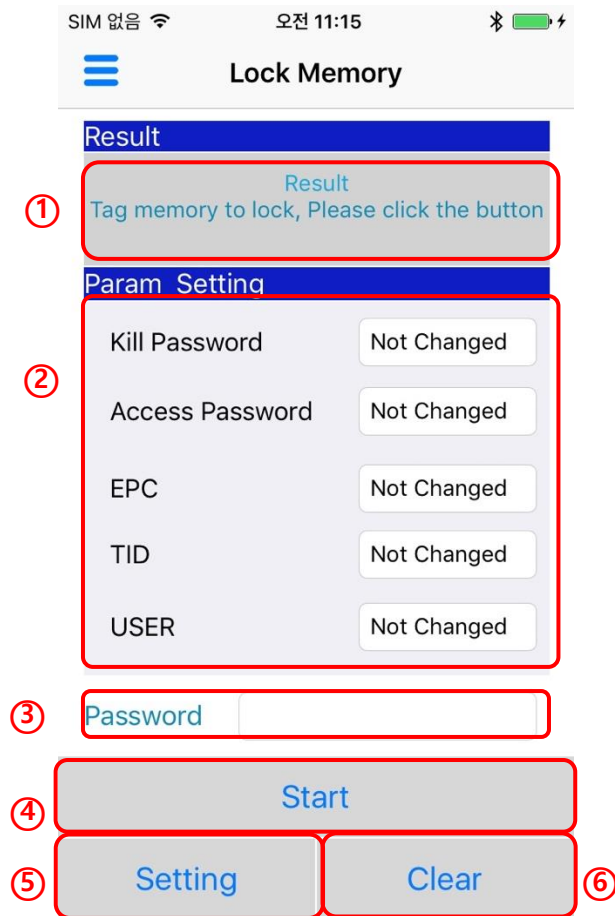 SIM 없음 오전 11:15
Lock Memory
Result
① Result
Tag memory to lock, Please click the button
Param Setting
②
Kill Password Not Changed
Access Password Not Changed
EPC Not Changed
TID Not Changed
USER Not Changed
③ Password
④ Start
⑤ Setting Clear ⑥